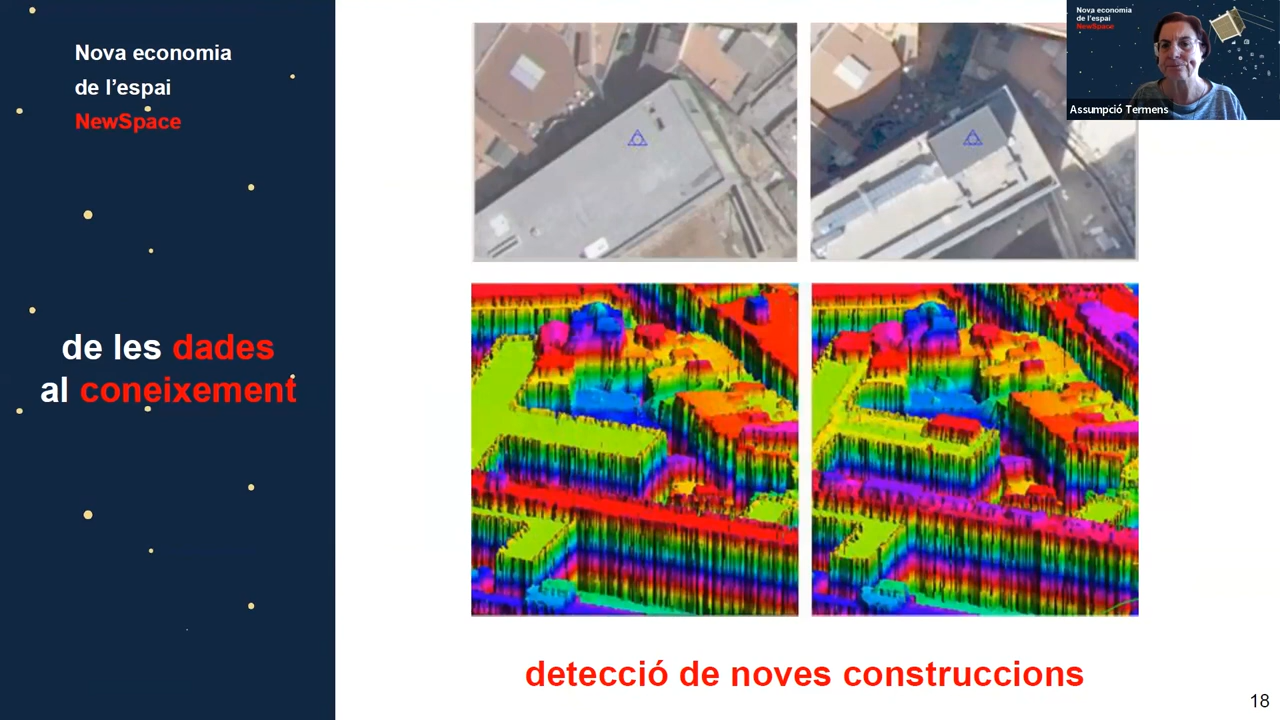 Nova economia
de l'espai
NewSpace
de les dades
al coneixement
Nova economia
de l'espai
NewSpace
Assumpció Termens
detecció de noves construccions
18